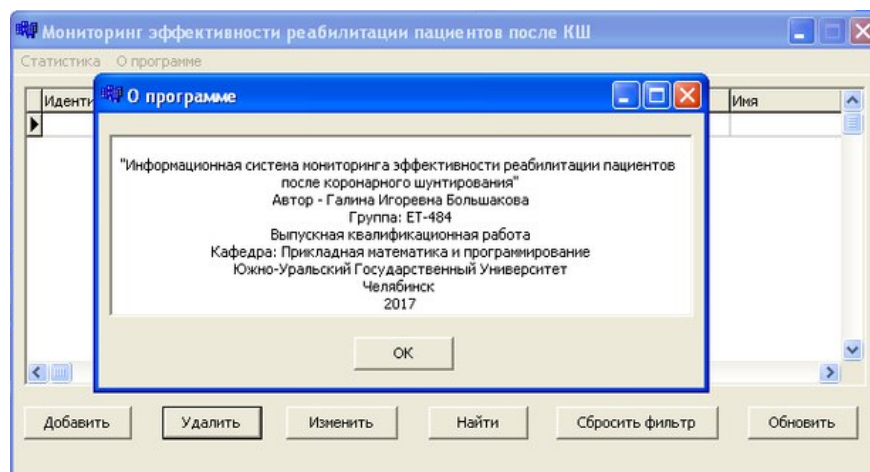 Мониторинг эффективности реабилитации пациентов после КШ
Статистика О программе
Иденти
Имя
О программе
"Информационная система мониторинга эффективности реабилитации пациентов
после коронарного шунтирования"
Автор - Галина Игоревна Большакова
Группа: ЕТ-484
Выпускная квалификационная работа
Кафедра: Прикладная математика и программирование
Южно-Уральский Государственный Университет
Челябинск
2017
OK
Добавить Удалить Изменить Найти Сбросить фильтр Обновить